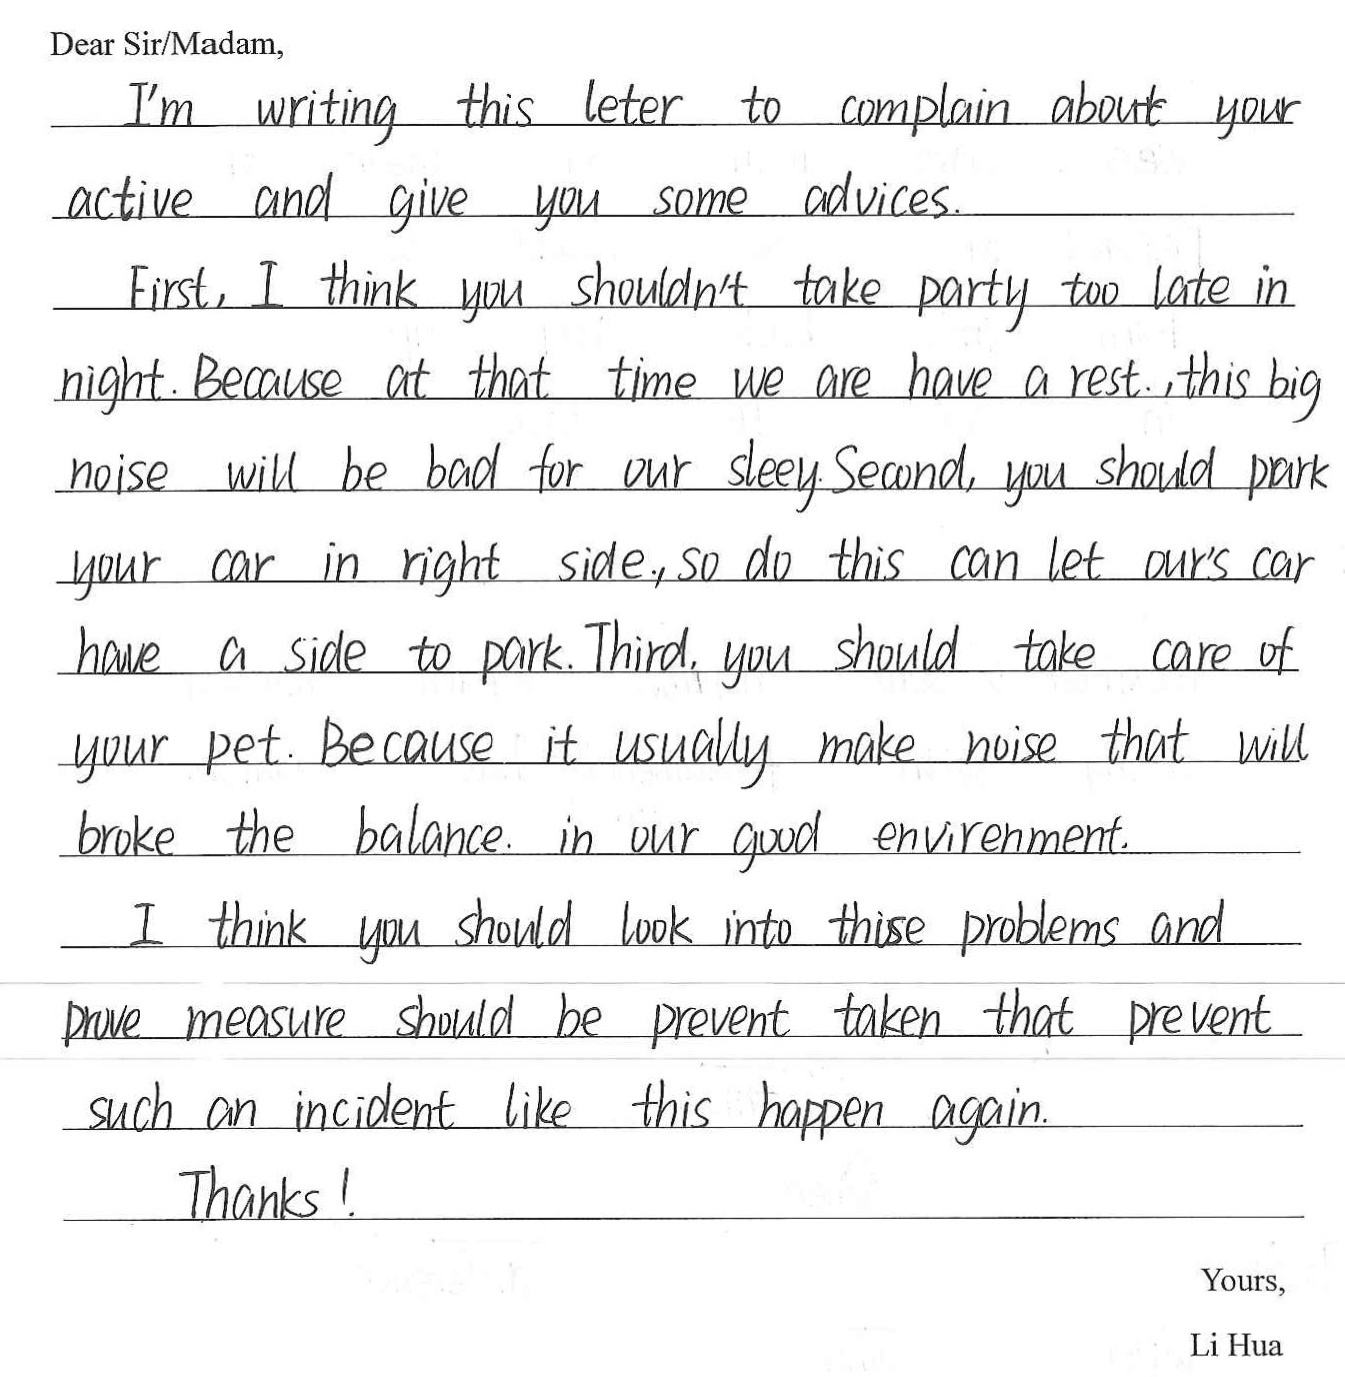 Dear Sir/Madam,
I'm writing this leter to complain about your
active and give you some advices.
First, I think you shouldn't take party too late in
night. Because at that time we are have a rest., this big
noise will be bad for our sleey. Second, you should park
your car in right side., so do this can let our's car
have a side to park. Third, you should take care of
your pet. Because it usually make noise that will
broke the balance. in our good envirenment.
I think you should look into thise problems and
prove measure should be prevent taken that prevent
such an incident like this happen again.
Thanks!
Yours,
Li Hua